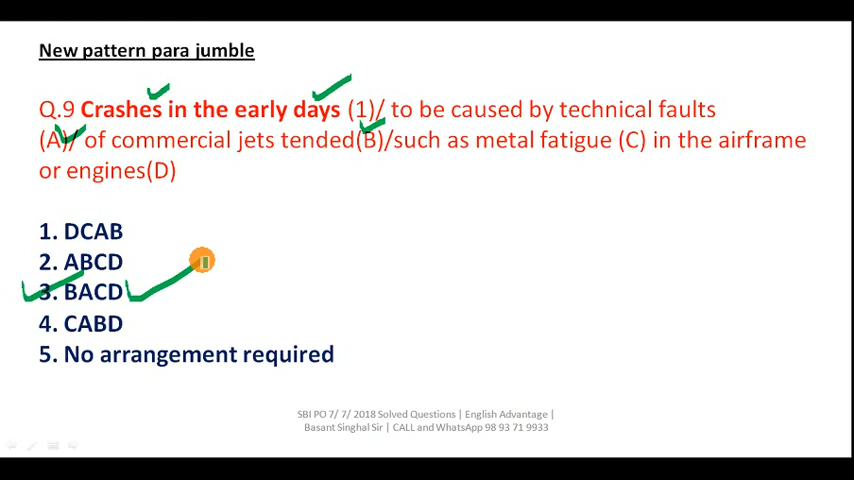 New pattern para jumble
Q.9 Crashes in the early days (1)/ to be caused by technical faults
(A)/ of commercial jets tended(B)/such as metal fatigue (C) in the airframe
or engines(D)
1. DCAB
2. ABCD
3. BACD
4. CABD
5. No arrangement required
SBI PO 7/ 7/ 2018 Solved Questions | English Advantage |
Basant Singhal Sir | CALL and WhatsApp 98 93 71 9933